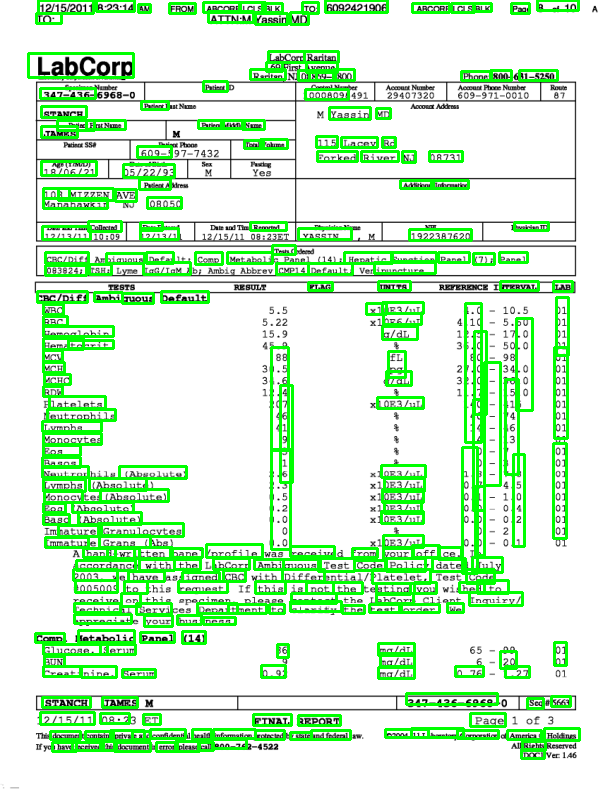 12/15/2011 8:23:14 AM FROM ABCORP LCLS BLK TO: 6092421906 ABCORP LCLS BLK Page 8 of 10
TO: ATTN:M Yassin MD
LabCorp
LabCorp Raritan
69 First Avenue
Raritan, NJ 08869-1800
Phone: 800-631-5250
Specimen Number Patient ID Control Number Account Number Account Phone Number Route
347-436-6968-0 29407320 609-971-0010 87
Patient Last Name Account Address
STANCH M Yassin MD
Patient First Name Patient Middle Name
JAMES M
Patient SS# Patient Phone Total Volume
609-597-7432
115 Lacey Rd
Forked River NJ 08731
Age (Y/M/D) Date of Birth Sex Fasting
18/06/21 05/22/93 M Yes
Patient Address Additional Information
108 MIZZEN AVE
Manahawkin NJ 08050
Date and Time Collected Date Entered Date and Time Reported Physician Name NPI Physician ID
12/13/11 10:09 12/13/11 12/15/11 08:23ET YASSIN , M 1922387620
Tests Ordered
CBC/Diff Ambiguous Default; Comp. Metabolic Panel (14); Hepatic Function Panel (7); Panel
083824; TSH; Lyme IgG/IgM Ab; Ambig Abbrev CMP14 Default; Venipuncture
TESTS RESULT FLAG UNITS REFERENCE INTERVAL LAB
CBC/Diff Ambiguous Default
WBC 5.5 x10E3/uL 4.0 - 10.5 01
RBC 5.22 x10E6/uL 4.10 - 5.60 01
Hemoglobin 15.9 g/dL 12.5 - 17.0 01
Hematocrit 45.9 % 36.0 - 50.0 01
MCV 88 fL 80 - 98 01
MCH 30.5 pg 27.0 - 34.0 01
MCHC 34.6 g/dL 32.0 - 36.0 01
RDW 12.4 % 11.7 - 15.0 01
Platelets 207 x10E3/uL 140 - 415 01
Neutrophils 46 % 40 - 74 01
Lymphs 41 % 14 - 46 01
Monocytes 9 % 4 - 13 01
Eos % 0 - 7 01
Basos 1 % 0 - 3 01
Neutrophils (Absolute) 2.6 x10E3/uL 1.8 - 7.8 01
Lymphs (Absolute) 2.3 x10E3/uL 0.7 - 4.5 01
Monocytes(Absolute) 0.5 x10E3/uL 0.1 - 1.0 01
Eos (Absolute) 0.2 x10E3/uL 0.0 - 0.4 01
Baso (Absolute) 0.0 x10E3/uL 0.0 - 0.2 01
Immature Granulocytes 0 % 0 - 2 01
Immature Grans (Abs) 0.0 x10E3/uL 0.0 - 0.1 01
A hand-written panel/profile was received from your office. In
accordance with the LabCorp Ambiguous Test Code Policy dated July
2003, we have assigned CBC with Differential/Platelet, Test Code
#005009 to this request. If this is not the testing you wished to
receive on this specimen, please contact the LabCorp Client Inquiry/
Technical Services Department to clarify the test order. We
appreciate your business.
Comp. Metabolic Panel (14)
Glucose, Serum 86 mg/dL 65 - 99 01
BUN 9 mg/dL 6 - 20 01
Creatinine, Serum 0.92 mg/dL 0.76 - 1.27 01
STANCH JAMES M 347-436-6968-0 Seq # 5663
12/15/11 08:23 ET FINAL REPORT Page 1 of 3
This document contains private and confidential health information protected by state and federal law.
If you have received this document in error, please call 800-762-4522
©2004-11 Laboratory Corporation of America Holdings
All Rights Reserved
DOC1 Ver: 1.46